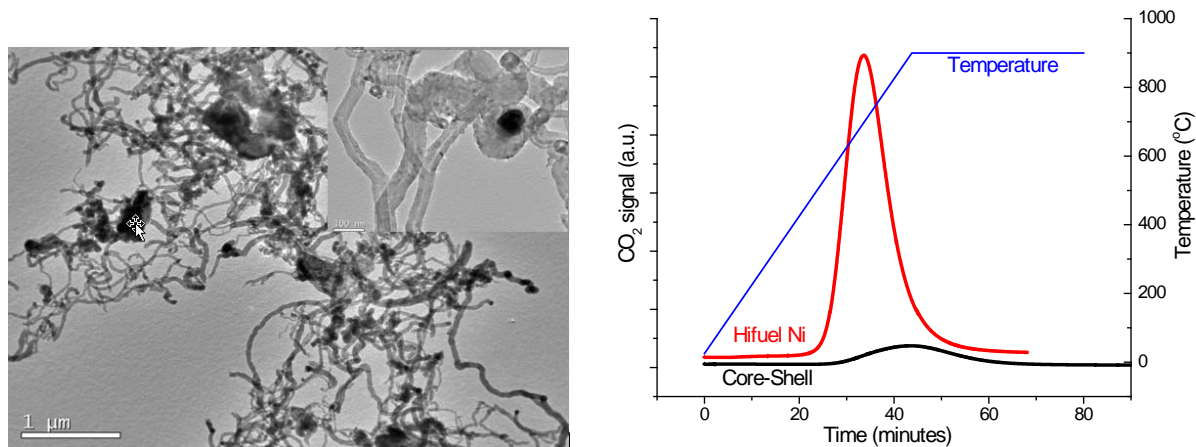 100 nm
1 µm
CO2 signal (a.u.)
1000
800
600
400
200
0
Temperature (°C)
Temperature
Hifuel Ni
Core-Shell
0
20
40
60
80
Time (minutes)